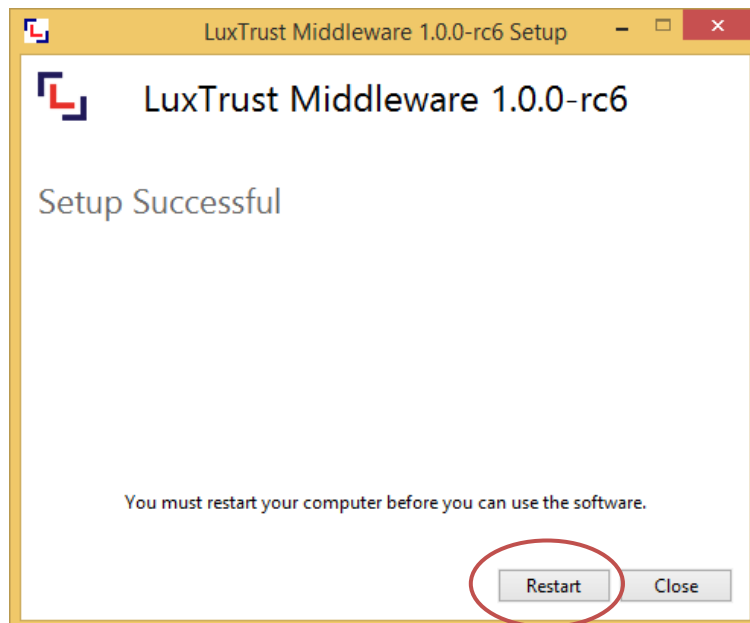 LuxTrust Middleware 1.0.0-rc6 Setup
LuxTrust Middleware 1.0.0-rc6
Setup Successful
You must restart your computer before you can use the software.
Restart Close